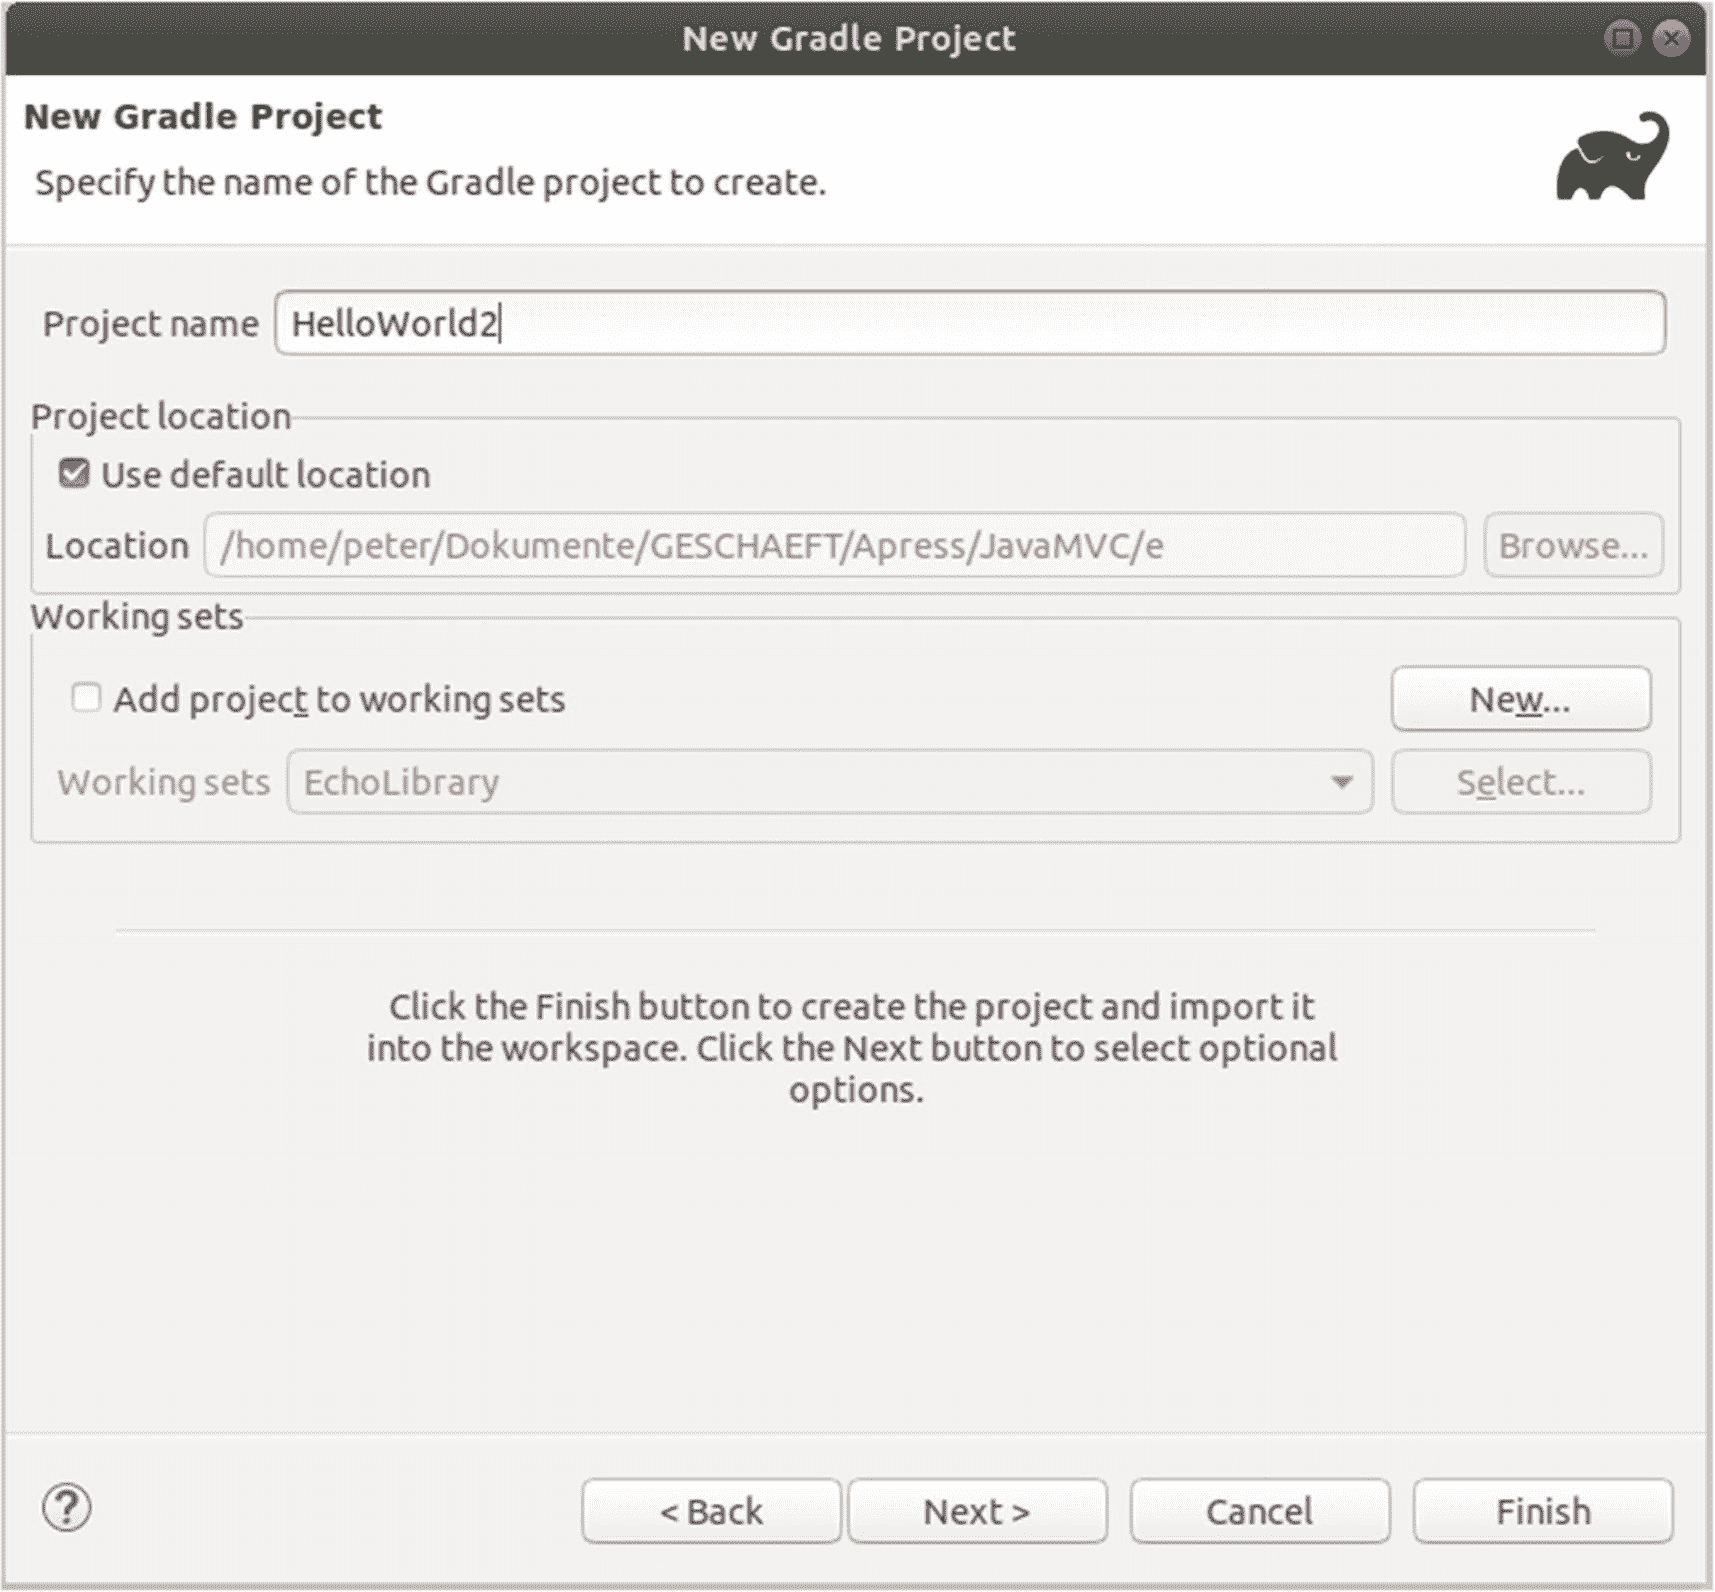 New Gradle Project
New Gradle Project
Specify the name of the Gradle project to create.
Project name HelloWorld2
Project location
Use default location
Location /home/peter/Dokumente/GESCHAEFT/Apress/JavaMVC/e Browse...
Working sets
Add project to working sets New...
Working sets EchoLibrary Select...
Click the Finish button to create the project and import it
into the workspace. Click the Next button to select optional
options.
? < Back Next > Cancel Finish